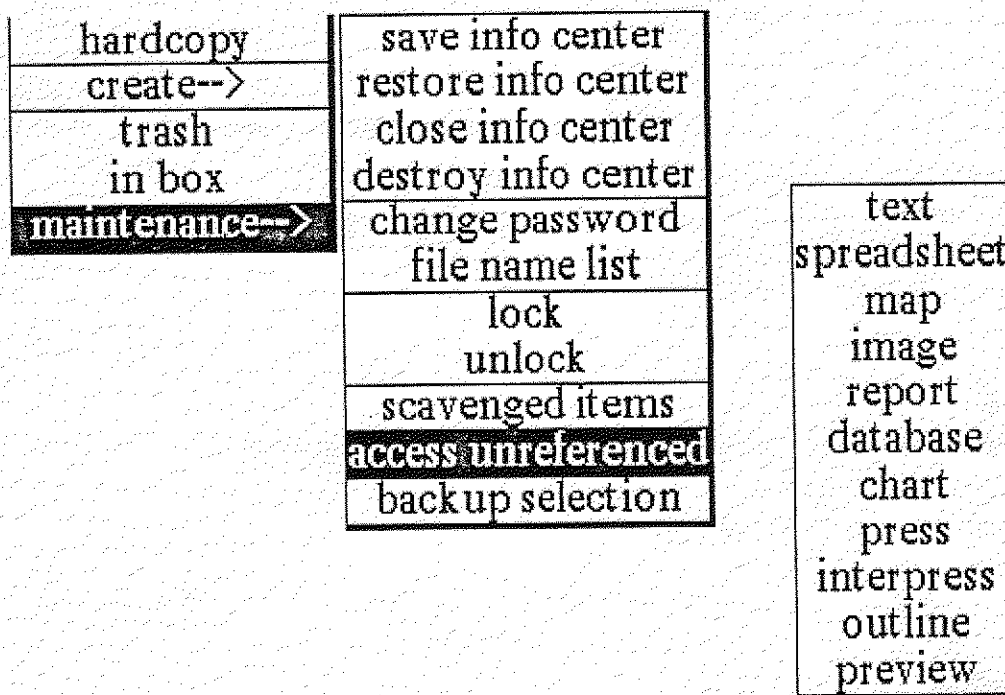 hardcopy
create-->
trash
in box
maintenance-->
save info center
restore info center
close info center
destroy info center
change password
file name list
lock
unlock
scavenged items
access unreferenced
backup selection
text
spreadsheet
map
image
report
database
chart
press
interpress
outline
preview